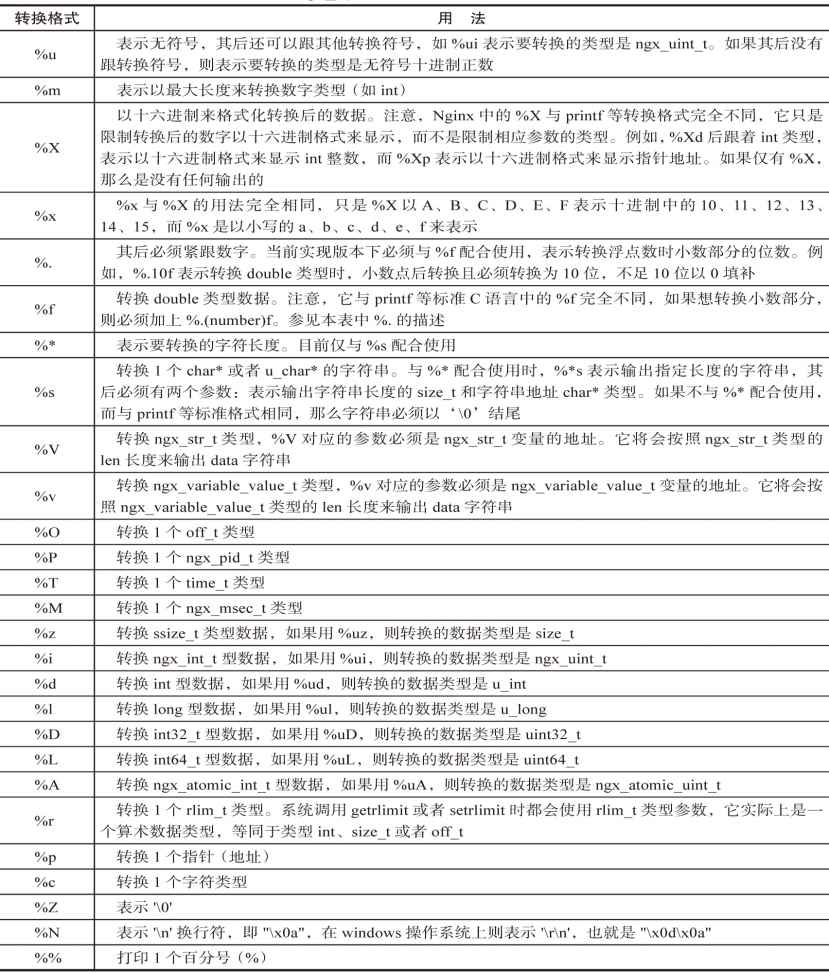 转换格式 用 法
%u 表示无符号，其后还可以跟其他转换符号，如 %ui 表示要转换的类型是 ngx_uint_t。如果其后没有
跟转换符号，则表示要转换的类型是无符号十进制正数
%m 表示以最大长度来转换数字类型（如 int）
%X 以十六进制来格式化转换后的数据。注意，Nginx 中的 %X 与 printf 等转换格式完全不同，它只是
限制转换后的数字以十六进制格式来显示，而不是限制相应参数的类型。例如，%Xd 后跟着 int 类型，
表示以十六进制格式来显示 int 整数，而 %Xp 表示以十六进制格式来显示指针地址。如果仅有 %X，
那么是没有任何输出的
%x %x 与 %X 的用法完全相同，只是 %X 以 A、B、C、D、E、F 表示十进制中的 10、11、12、13、
14、15，而 %x 是以小写的 a、b、c、d、e、f 来表示
%. 其后必须紧跟数字。当前实现版本下必须与 %f 配合使用，表示转换浮点数时小数部分的位数。例
如，%.10f 表示转换 double 类型时，小数点后转换且必须转换为 10 位，不足 10 位以 0 填补
%f 转换 double 类型数据。注意，它与 printf 等标准 C 语言中的 %f 完全不同，如果想转换小数部分，
则必须加上 %.(number)f。参见本表中 %. 的描述
%* 表示要转换的字符长度。目前仅与 %s 配合使用
%s 转换 1 个 char* 或者 u_char* 的字符串。与 %* 配合使用时，%*s 表示输出指定长度的字符串，其
后必须有两个参数：表示输出字符串长度的 size_t 和字符串地址 char* 类型。如果不与 %* 配合使用，
而与 printf 等标准格式相同，那么字符串必须以‘\0’结尾
%V 转换 ngx_str_t 类型，%V 对应的参数必须是 ngx_str_t 变量的地址。它将会按照 ngx_str_t 类型的
len 长度来输出 data 字符串
%v 转换 ngx_variable_value_t 类型，%v 对应的参数必须是 ngx_variable_value_t 变量的地址。它将会按
照 ngx_variable_value_t 类型的 len 长度来输出 data 字符串
%O 转换 1 个 off_t 类型
%P 转换 1 个 ngx_pid_t 类型
%T 转换 1 个 time_t 类型
%M 转换 1 个 ngx_msec_t 类型
%z 转换 ssize_t 类型数据，如果用 %uz，则转换的数据类型是 size_t
%i 转换 ngx_int_t 型数据，如果用 %ui，则转换的数据类型是 ngx_uint_t
%d 转换 int 型数据，如果用 %ud，则转换的数据类型是 u_int
%l 转换 long 型数据，如果用 %ul，则转换的数据类型是 u_long
%D 转换 int32_t 型数据，如果用 %uD，则转换的数据类型是 uint32_t
%L 转换 int64_t 型数据，如果用 %uL，则转换的数据类型是 uint64_t
%A 转换 ngx_atomic_int_t 型数据，如果用 %uA，则转换的数据类型是 ngx_atomic_uint_t
%r 转换 1 个 rlim_t 类型。系统调用 getrlimit 或者 setrlimit 时都会使用 rlim_t 类型参数，它实际上是一
个算术数据类型，等同于类型 int、size_t 或者 off_t
%p 转换 1 个指针（地址）
%c 转换 1 个字符类型
%Z 表示 '\0'
%N 表示 '\n' 换行符，即 "\x0a"，在 windows 操作系统上则表示 '\r\n'，也就是 "\x0d\x0a"
%% 打印 1 个百分号（%）